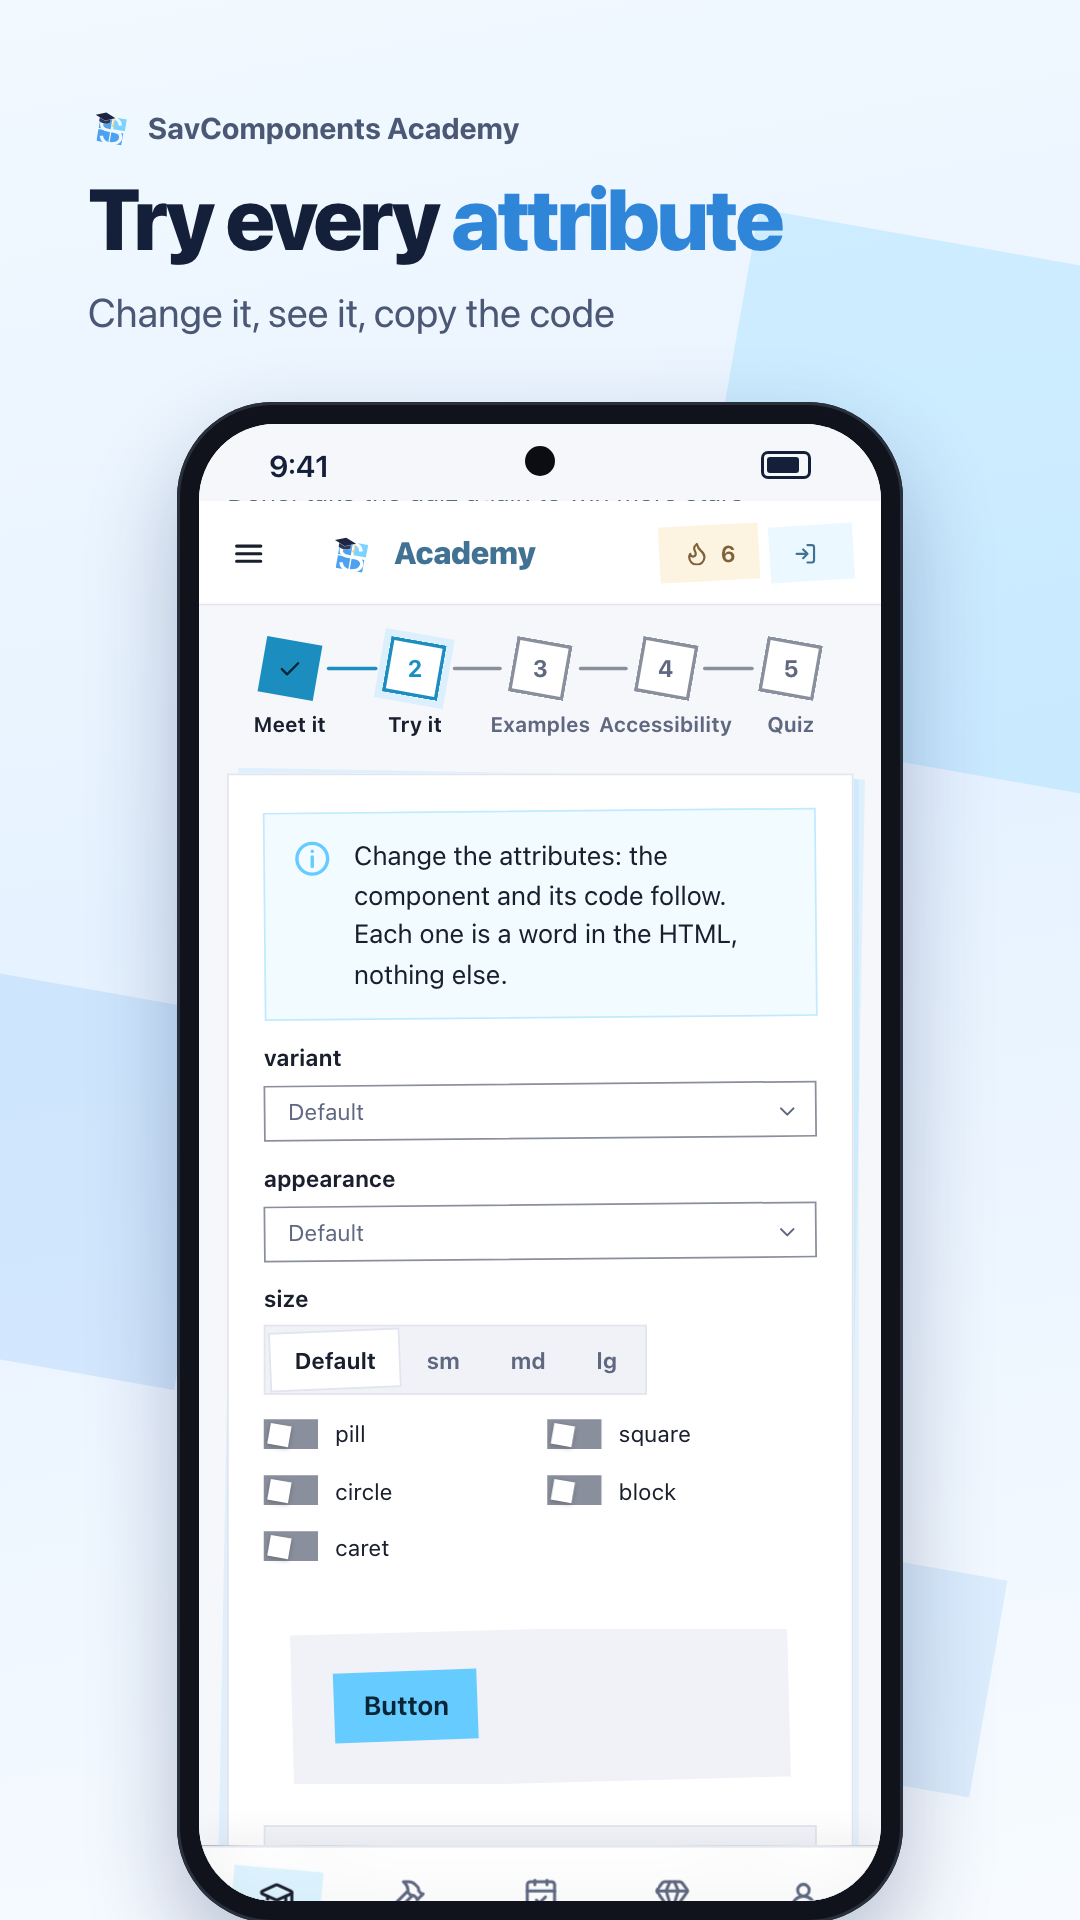 SavComponents Academy
Try every attribute
Change it, see it, copy the code
9:41
Academy
6
2
3
4
5
Meet it
Try it
Examples
Accessibility
Quiz
Change the attributes: the
component and its code follow.
Each one is a word in the HTML,
nothing else.
variant
Default
appearance
Default
size
Default
sm
md
lg
pill
square
circle
block
caret
Button